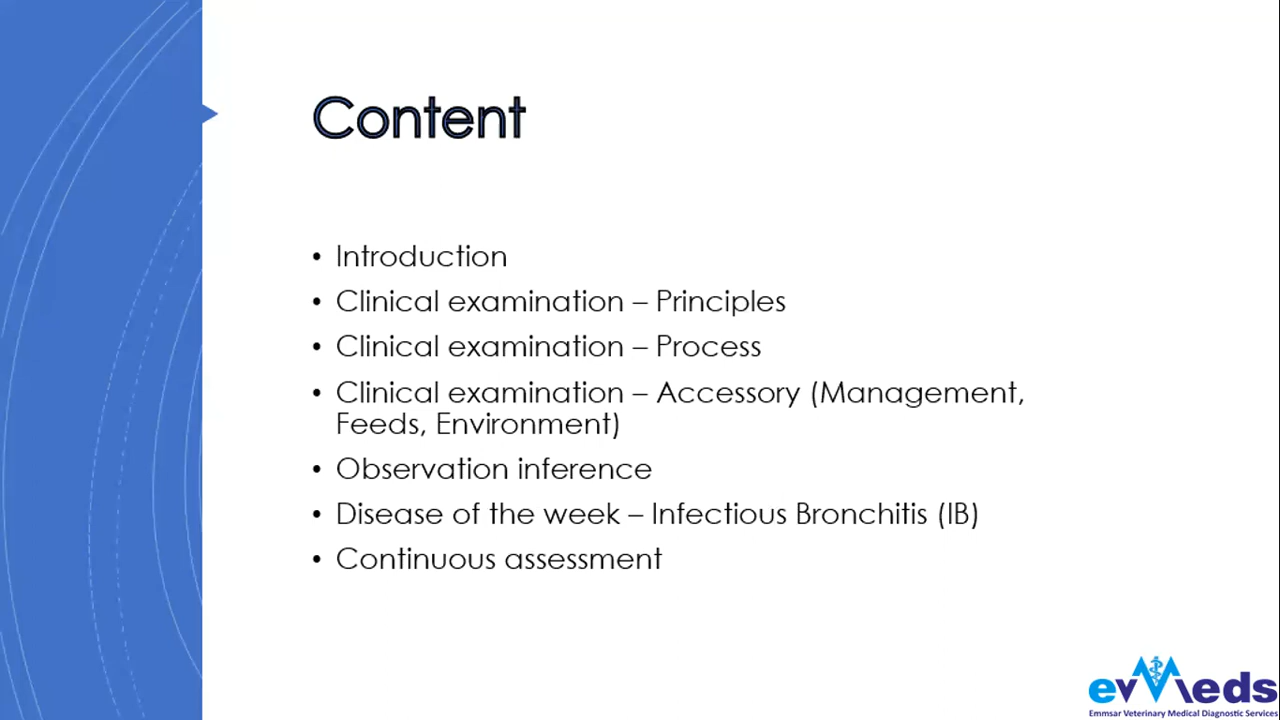 Content
• Introduction
• Clinical examination – Principles
• Clinical examination – Process
• Clinical examination – Accessory (Management,
Feeds, Environment)
• Observation inference
• Disease of the week – Infectious Bronchitis (IB)
• Continuous assessment
evMeds
Emmsar Veterinary Medical Diagnostic Services